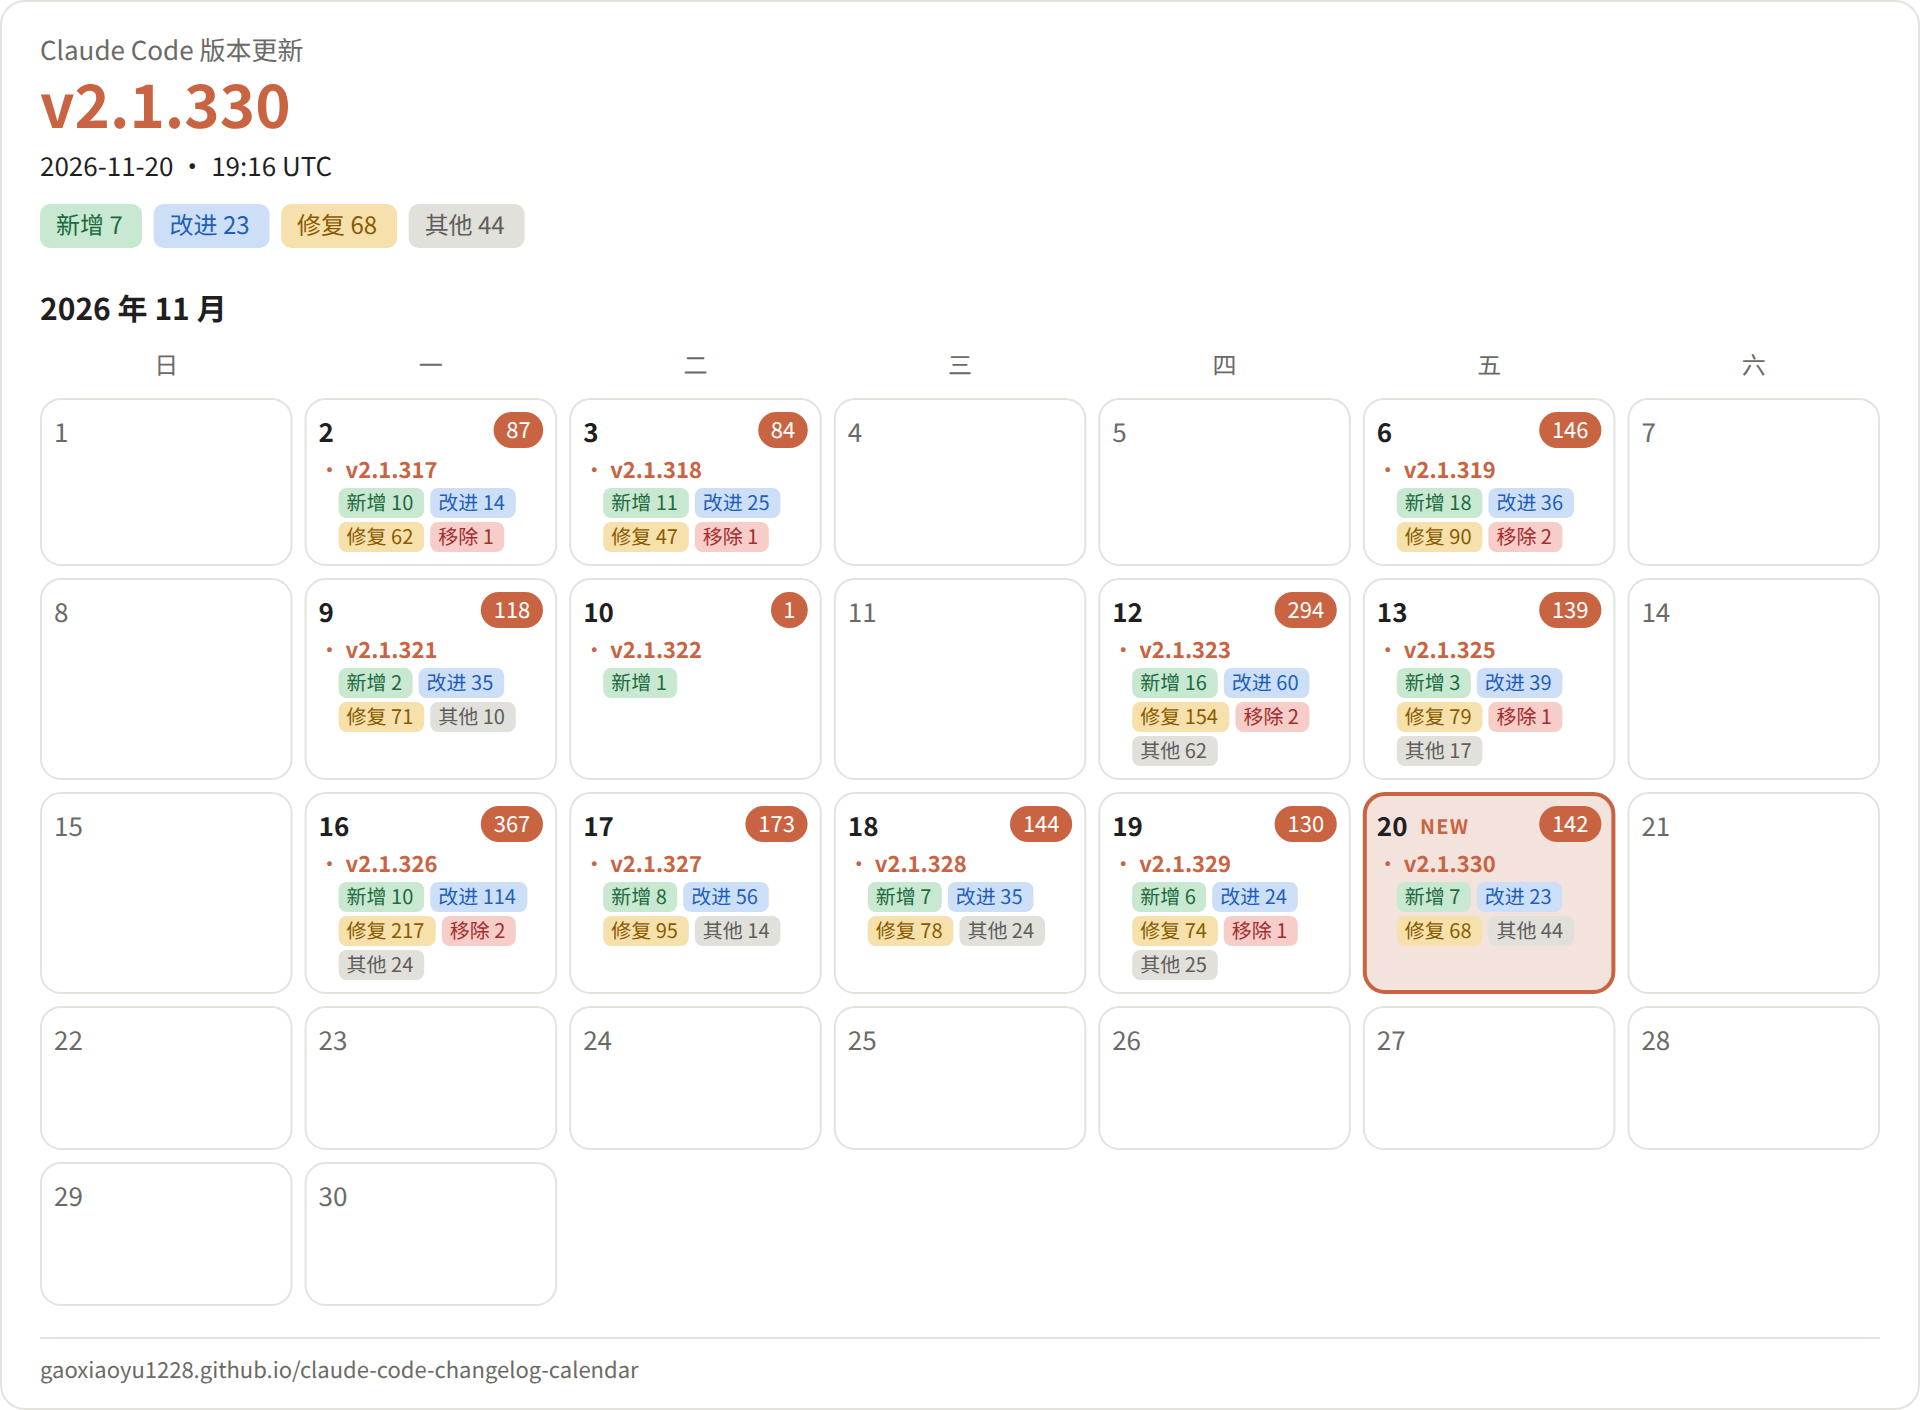 Claude Code 版本更新
v2.1.330
2026-11-20 · 19:16 UTC
新增 7 改进 23 修复 68 其他 44
2026 年 11 月
日 一 二 三 四 五 六
1
2 87
· v2.1.317
新增 10 改进 14
修复 62 移除 1
3 84
· v2.1.318
新增 11 改进 25
修复 47 移除 1
4
5
6 146
· v2.1.319
新增 18 改进 36
修复 90 移除 2
7
8
9 118
· v2.1.321
新增 2 改进 35
修复 71 其他 10
10 1
· v2.1.322
新增 1
11
12 294
· v2.1.323
新增 16 改进 60
修复 154 移除 2
其他 62
13 139
· v2.1.325
新增 3 改进 39
修复 79 移除 1
其他 17
14
15
16 367
· v2.1.326
新增 10 改进 114
修复 217 移除 2
其他 24
17 173
· v2.1.327
新增 8 改进 56
修复 95 其他 14
18 144
· v2.1.328
新增 7 改进 35
修复 78 其他 24
19 130
· v2.1.329
新增 6 改进 24
修复 74 移除 1
其他 25
20 NEW 142
· v2.1.330
新增 7 改进 23
修复 68 其他 44
21
22
23
24
25
26
27
28
29
30
gaoxiaoyu1228.github.io/claude-code-changelog-calendar